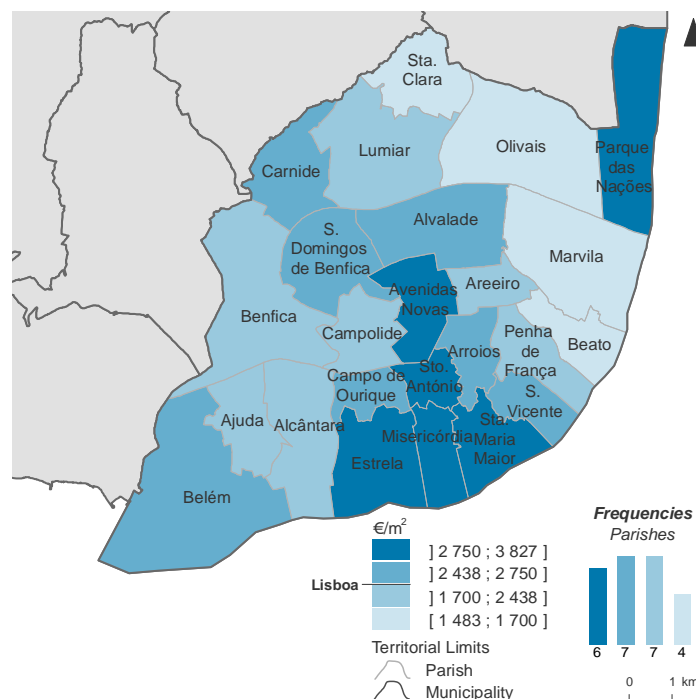 Sta.
Clara
Lumiar
Olivais
Parque
das
Nações
Carnide
Alvalade
S.
Domingos
de Benfica
Marvila
Avenidas
Novas
Areeiro
Benfica
Campolide
Penha
de
França
Beato
Arroios
Sto.
António
Campo de
Ourique
S.
Vicente
Ajuda
Alcântara
Misericórdia
Sta.
Maria
Maior
Estrela
Belém
€/m²
] 2 750 ; 3 827 ]
] 2 438 ; 2 750 ]
Lisboa
] 1 700 ; 2 438 ]
] 1 483 ; 1 700 ]
Territorial Limits
Parish
Municipality
Frequencies
Parishes
6 7 7 4
0 1 km